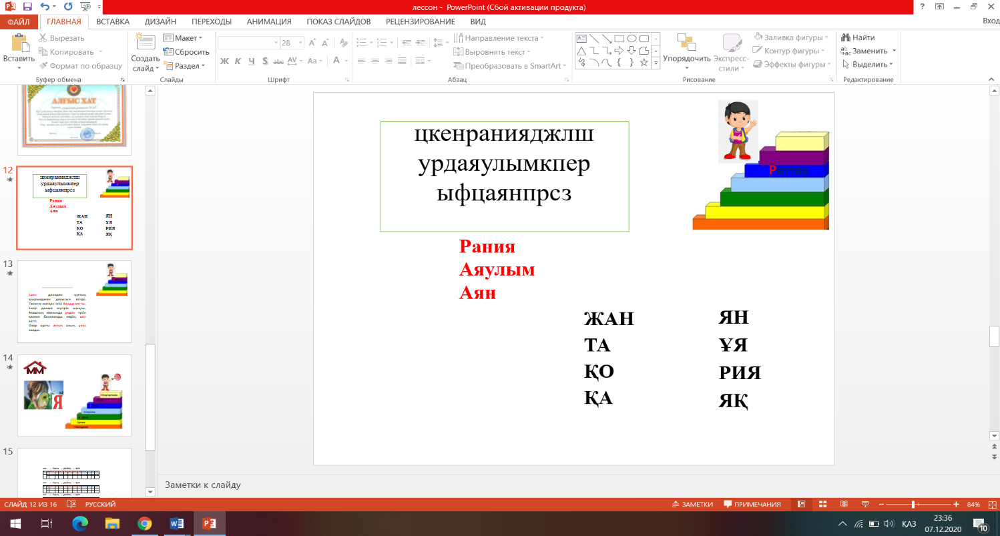 лессон - PowerPoint (Сбой активации продукта)
Вход
ФАЙЛ ГЛАВНАЯ ВСТАВКА ДИЗАЙН ПЕРЕХОДЫ АНИМАЦИЯ ПОКАЗ СЛАЙДОВ РЕЦЕНЗИРОВАНИЕ ВИД
Вставить
Вырезать
Копировать
Формат по образцу
Буфер обмена
Создать слайд
Макет
Сбросить
Раздел
Слайды
28
Ж К Ч S abc AV Aa A
Шрифт
Направление текста
Выровнять текст
Преобразовать в SmartArt
Абзац
Упорядочить
Экспресс-стили
Заливка фигуры
Контур фигуры
Эффекты фигуры
Рисование
Найти
Заменить
Выделить
Редактирование
АЛҒЫС ХАТ
12
цкенранияджлш
урдаяулымкпер
ыфцаянпрсз
Рания
Аяулым
Аян
ЖАН ЯН
ТА ҰЯ
ҚО РИЯ
ҚА ЯҚ
13
14
ММ
Я
15
цкенранияджлш
урдаяулымкпер
ыфцаянпрсз
Реттеу
Рания
Аяулым
Аян
ЖАН ЯН
ТА ҰЯ
ҚО РИЯ
ҚА ЯҚ
Заметки к слайду
СЛАЙД 12 ИЗ 16 РУССКИЙ
ЗАМЕТКИ ПРИМЕЧАНИЯ 84%
ҚАЗ
23:36
07.12.2020
10